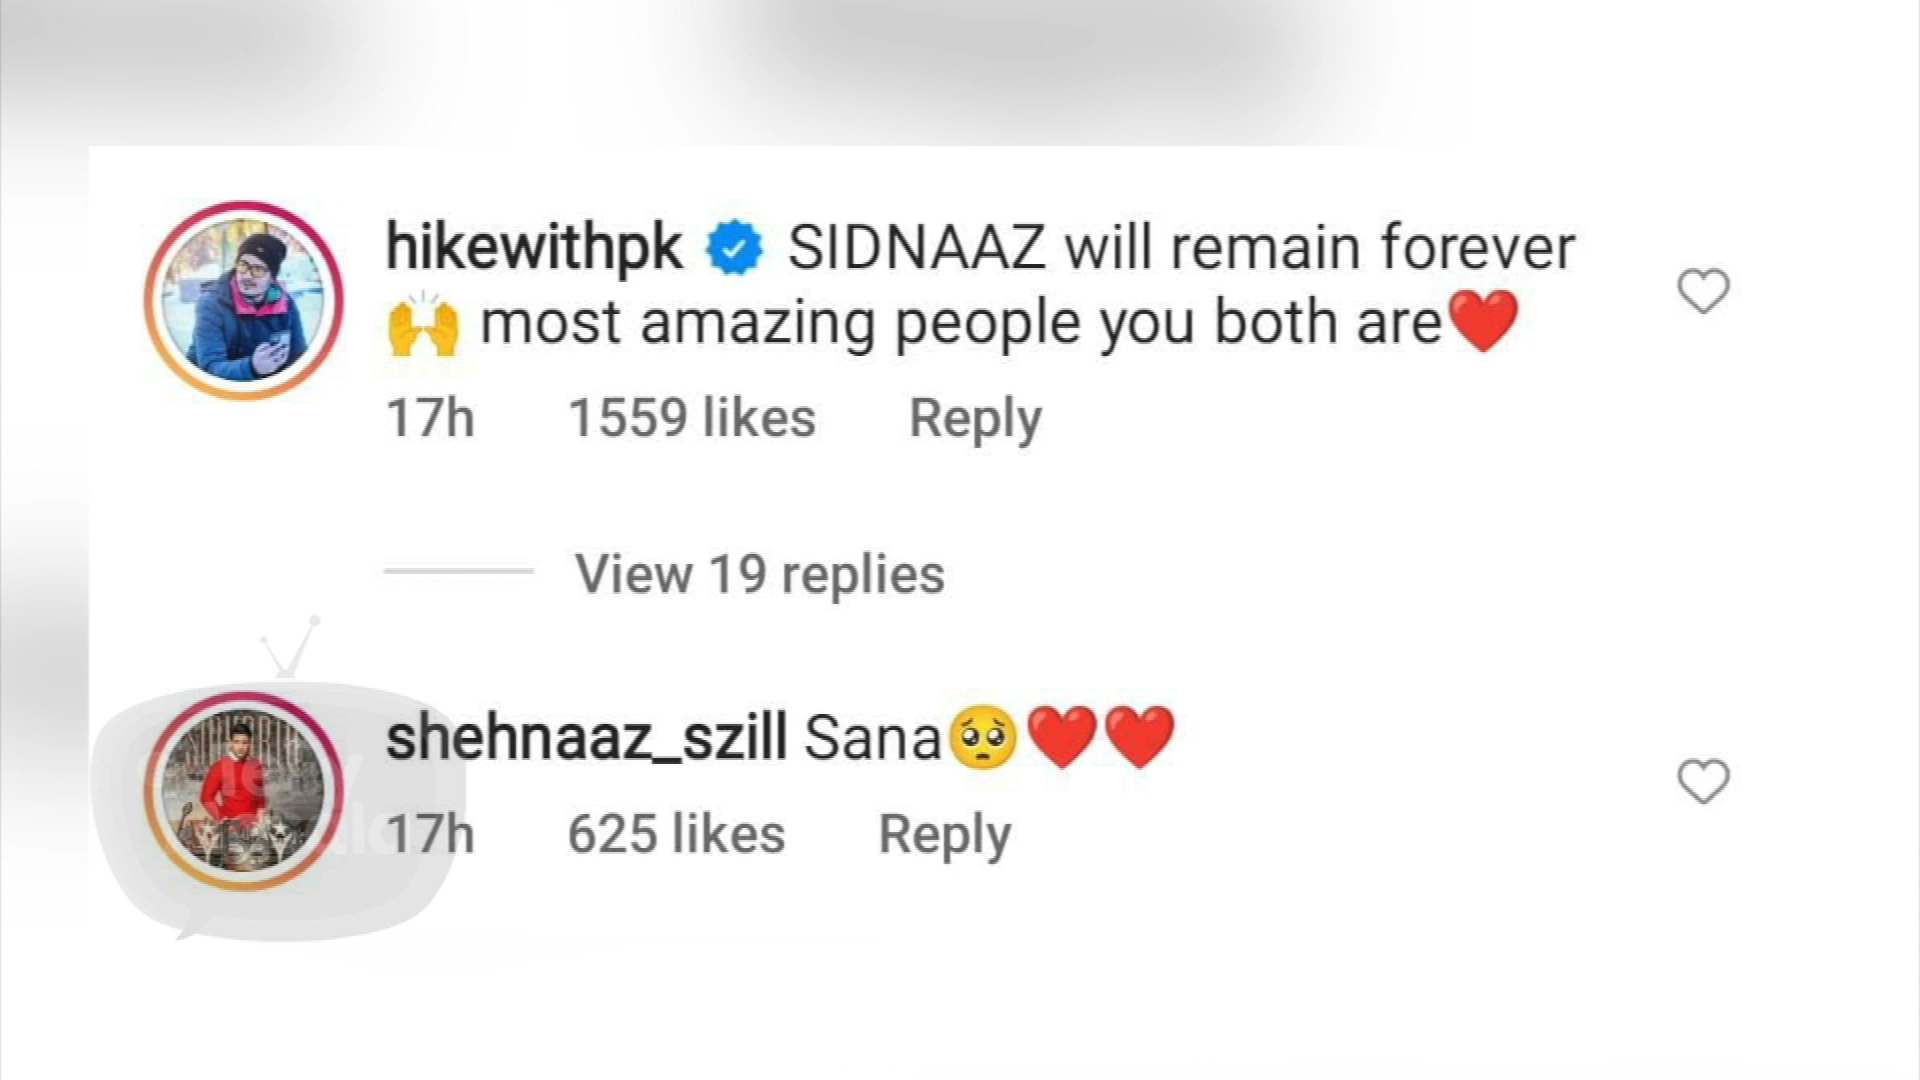 hikewithpk SIDNAAZ will remain forever
🙌 most amazing people you both are❤️
17h 1559 likes Reply
View 19 replies
shehnaaz_szill Sana🥺❤️❤️
17h 625 likes Reply